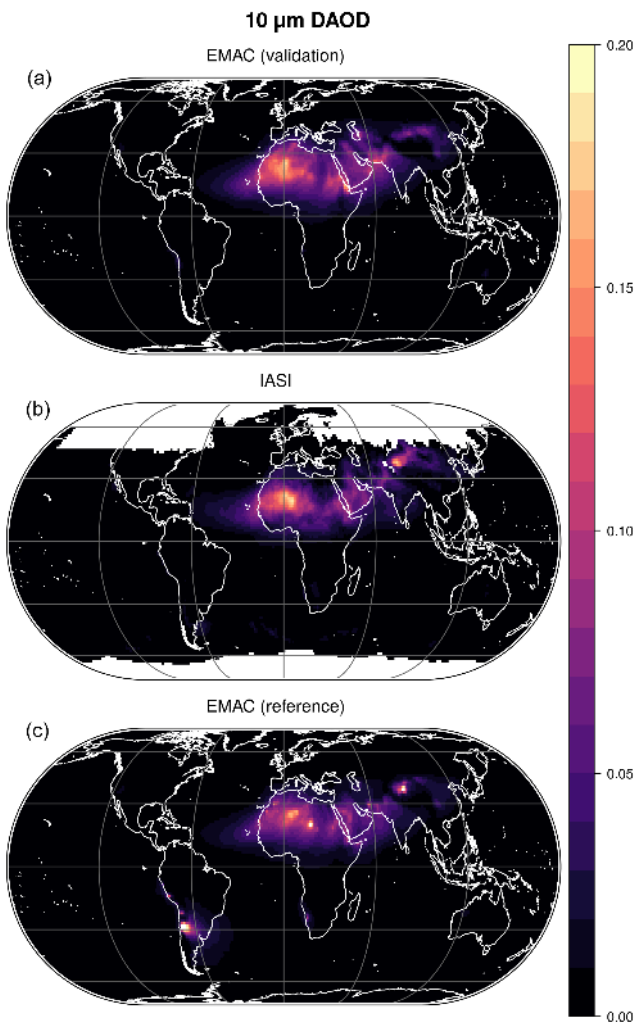 10 µm DAOD
EMAC (validation)
(a)
IASI
(b)
EMAC (reference)
(c)
0.20
0.15
0.10
0.05
0.00